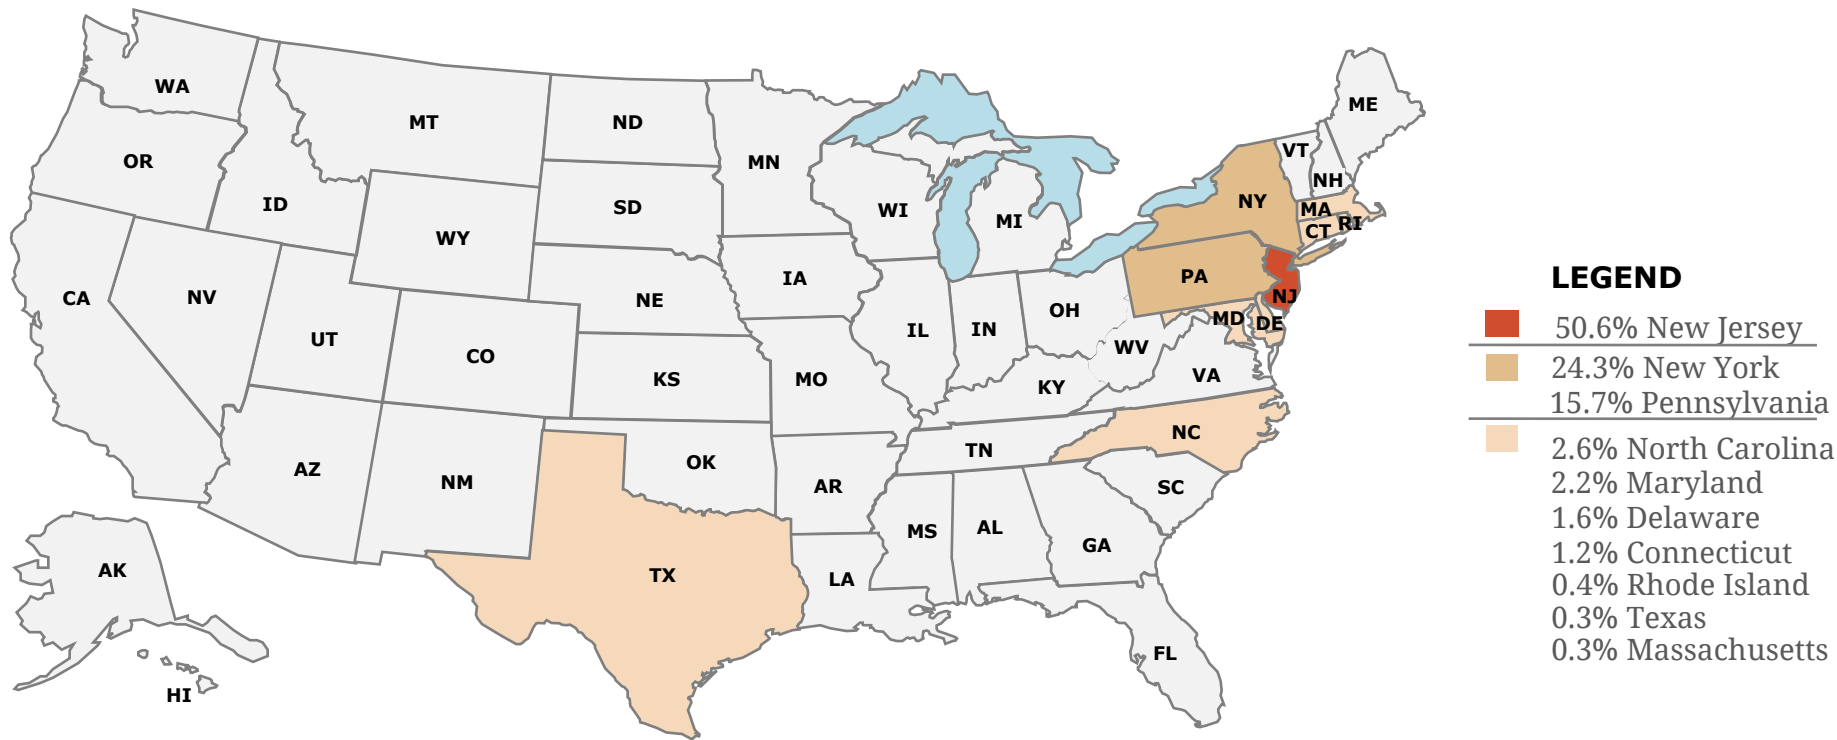 WA
OR
CA
NV
ID
MT
WY
UT
CO
AZ
NM
ND
SD
NE
KS
OK
TX
MN
IA
MO
AR
LA
WI
IL
MI
IN
OH
KY
TN
MS
AL
GA
FL
SC
NC
VA
WV
MD
DE
PA
NJ
NY
CT
RI
MA
VT
NH
ME
AK
HI
LEGEND
50.6% New Jersey
24.3% New York
15.7% Pennsylvania
2.6% North Carolina
2.2% Maryland
1.6% Delaware
1.2% Connecticut
0.4% Rhode Island
0.3% Texas
0.3% Massachusetts